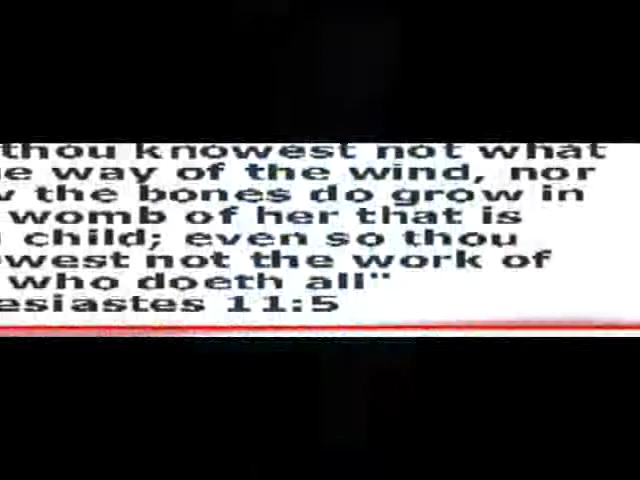 thou knowest not what
e way of the wind, nor
the bones do grow in
womb of her that is
child; even so thou
west not the work of
who doeth all"
esiastes 11:5